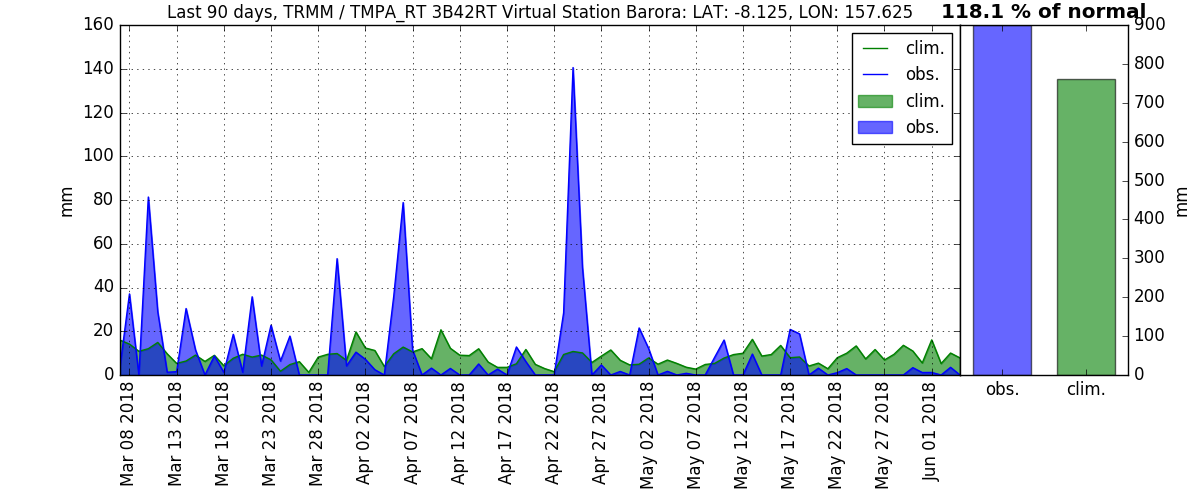 Last 90 days, TRMM / TMPA_RT 3B42RT Virtual Station Barora: LAT: -8.125, LON: 157.625
118.1 % of normal
160
140
120
100
80
60
40
20
0
mm
clim.
obs.
clim.
obs.
Mar 08 2018
Mar 13 2018
Mar 18 2018
Mar 23 2018
Mar 28 2018
Apr 02 2018
Apr 07 2018
Apr 12 2018
Apr 17 2018
Apr 22 2018
Apr 27 2018
May 02 2018
May 07 2018
May 12 2018
May 17 2018
May 22 2018
May 27 2018
Jun 01 2018
900
800
700
600
500
400
300
200
100
0
mm
obs.
clim.